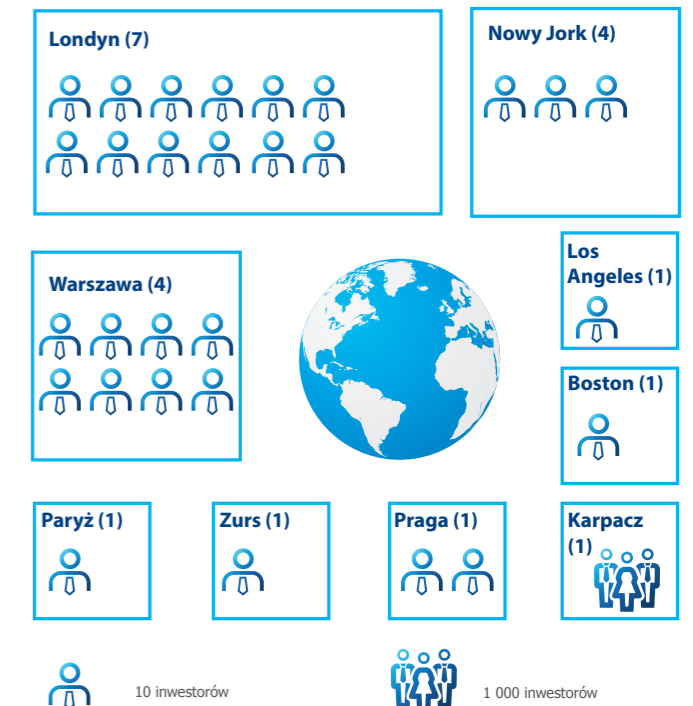 Londyn (7)
Nowy Jork (4)
Warszawa (4)
Los
Angeles (1)
Boston (1)
Paryż (1)
Zurs (1)
Praga (1)
Karpacz
(1)
10 inwestorów
1 000 inwestorów